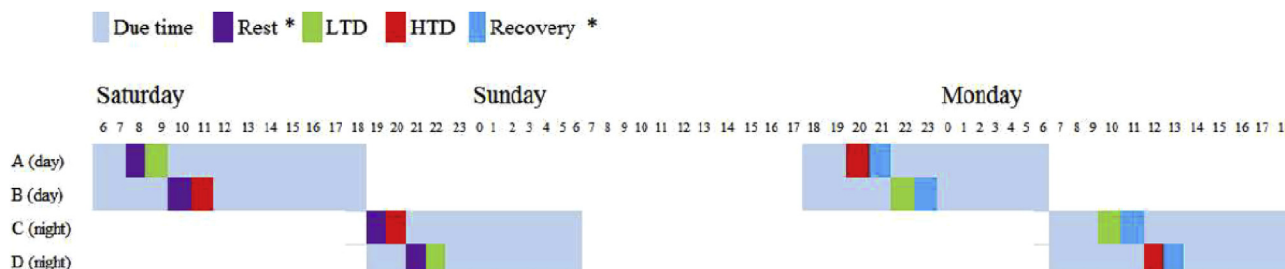 Due time Rest * LTD HTD Recovery *
Saturday Sunday Monday
6 7 8 9 10 11 12 13 14 15 16 17 18 19 20 21 22 23 0 1 2 3 4 5 6 7 8 9 10 11 12 13 14 15 16 17 18 19 20 21 22 23 0 1 2 3 4 5 6 7 8 9 10 11 12 13 14 15 16 17 1
A (day)
B (day)
C (night)
D (night)